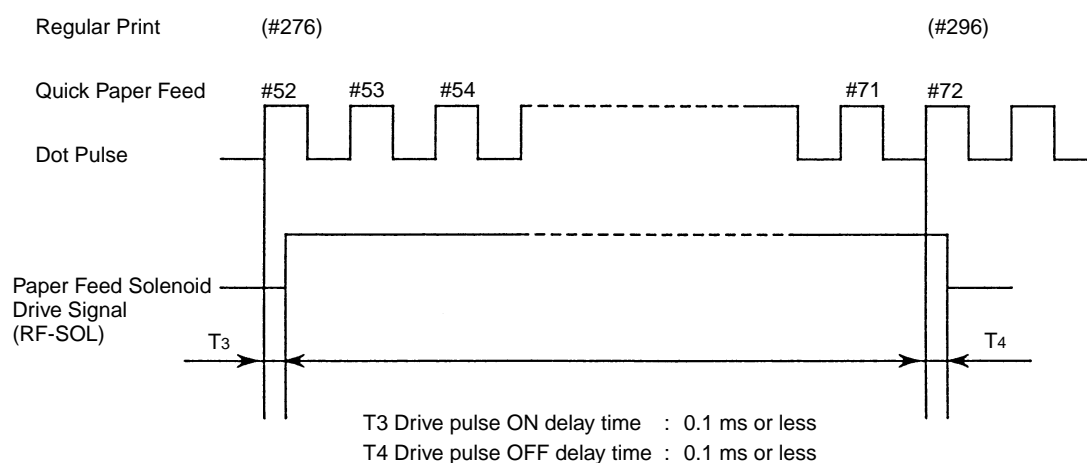 Regular Print (#276) (#296)
Quick Paper Feed #52 #53 #54 #71 #72
Dot Pulse
Paper Feed Solenoid
Drive Signal
(RF-SOL)
T3 T4
T3 Drive pulse ON delay time : 0.1 ms or less
T4 Drive pulse OFF delay time : 0.1 ms or less